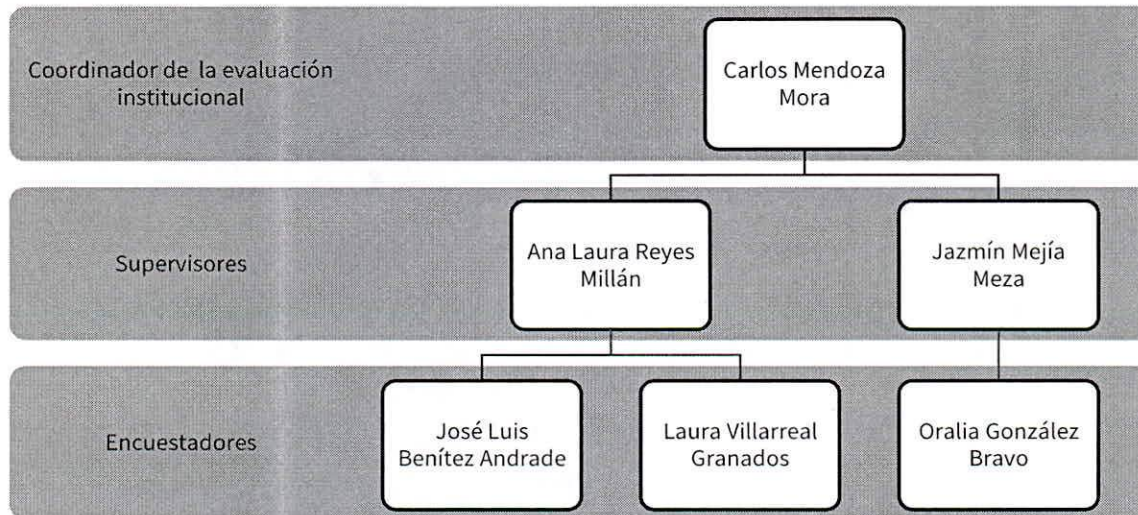 Coordinador de la evaluación
institucional
Carlos Mendoza
Mora
Supervisores
Ana Laura Reyes
Millán
Jazmín Mejía
Meza
Encuestadores
José Luis
Benítez Andrade
Laura Villarreal
Granados
Oralia González
Bravo